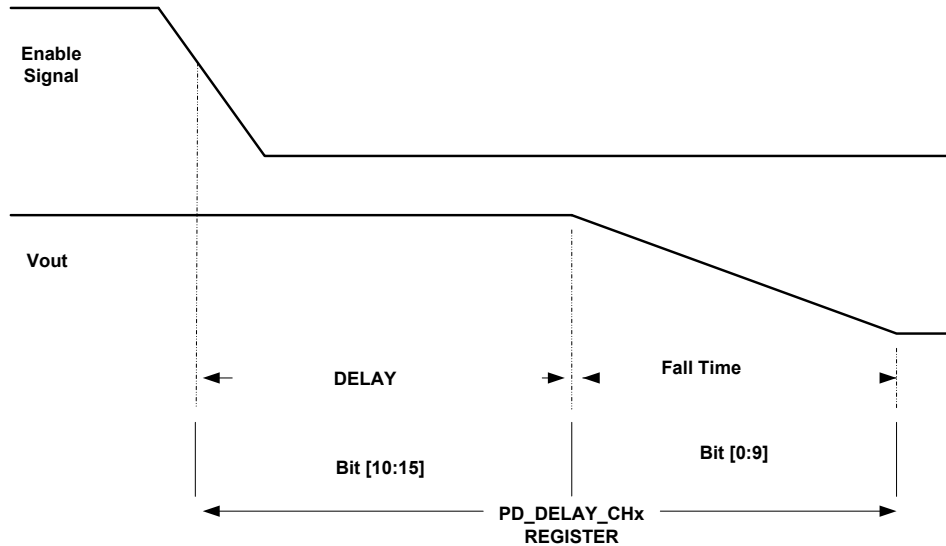 Enable
Signal
Vout
DELAY
Fall Time
Bit [10:15]
Bit [0:9]
PD_DELAY_CHx
REGISTER